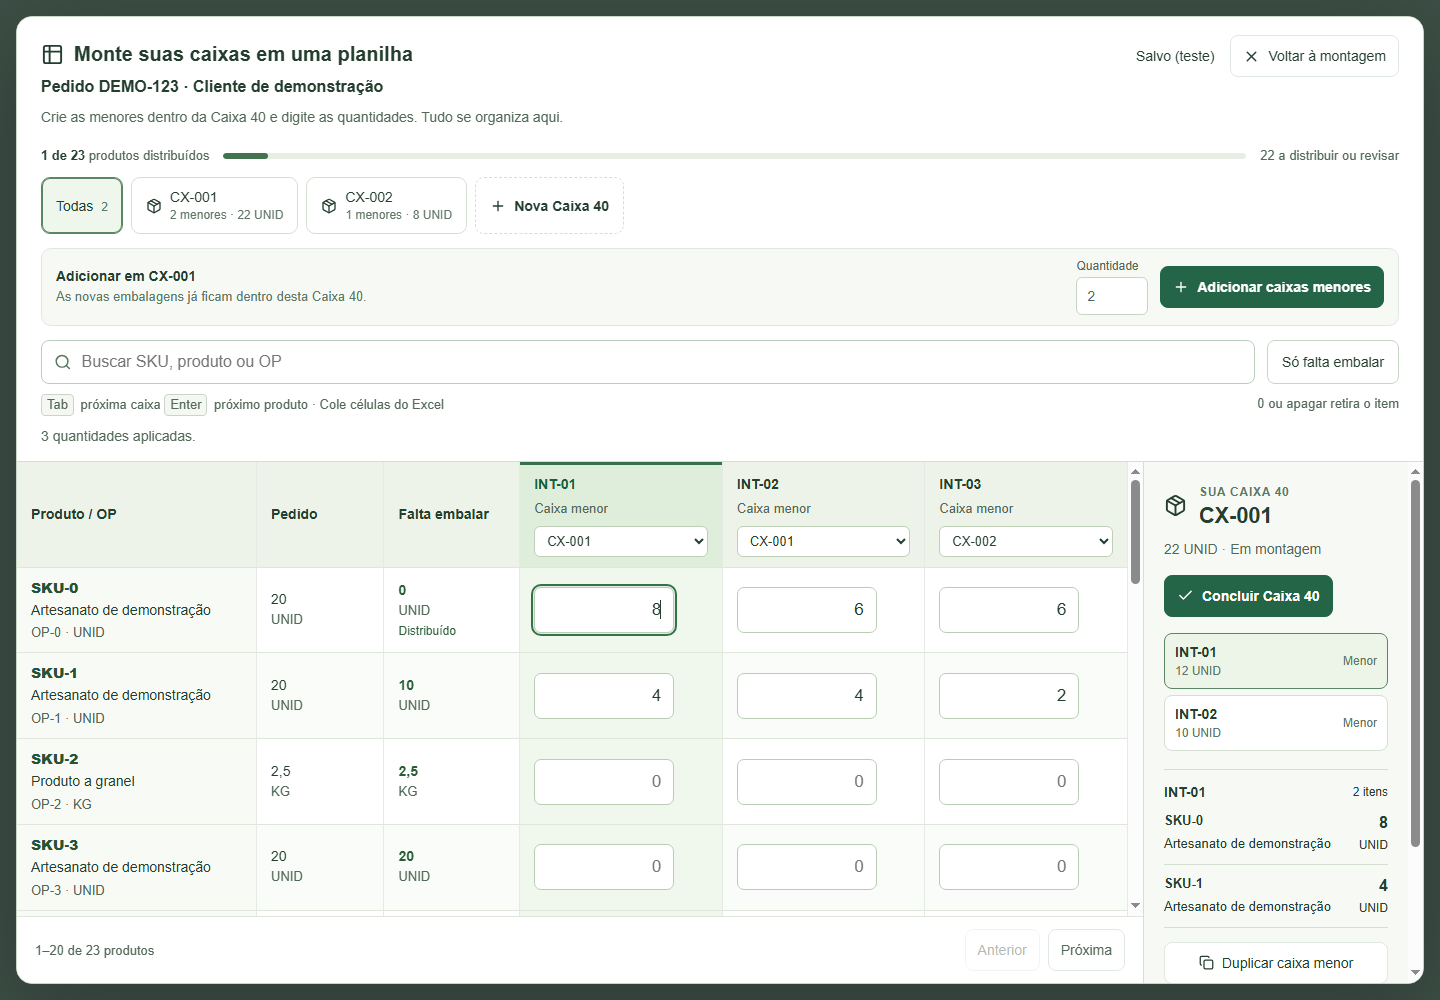 Monte suas caixas em uma planilha
Salvo (teste)
Voltar à montagem
Pedido DEMO-123 · Cliente de demonstração
Crie as menores dentro da Caixa 40 e digite as quantidades. Tudo se organiza aqui.
1 de 23 produtos distribuídos
22 a distribuir ou revisar
Todas 2
CX-001
2 menores · 22 UNID
CX-002
1 menores · 8 UNID
Nova Caixa 40
Adicionar em CX-001
As novas embalagens já ficam dentro desta Caixa 40.
Quantidade
2
Adicionar caixas menores
Buscar SKU, produto ou OP
Só falta embalar
Tab próxima caixa Enter próximo produto · Cole células do Excel
0 ou apagar retira o item
3 quantidades aplicadas.
Produto / OP
Pedido
Falta embalar
INT-01
Caixa menor
CX-001
INT-02
Caixa menor
CX-001
INT-03
Caixa menor
CX-002
SKU-0
Artesanato de demonstração
OP-0 · UNID
20
UNID
0
UNID
Distribuído
8
6
6
SKU-1
Artesanato de demonstração
OP-1 · UNID
20
UNID
10
UNID
4
4
2
SKU-2
Produto a granel
OP-2 · KG
2,5
KG
2,5
KG
0
0
0
SKU-3
Artesanato de demonstração
OP-3 · UNID
20
UNID
20
UNID
0
0
0
1–20 de 23 produtos
Anterior
Próxima
SUA CAIXA 40
CX-001
22 UNID · Em montagem
Concluir Caixa 40
INT-01
12 UNID
Menor
INT-02
10 UNID
Menor
INT-01
2 itens
SKU-0
Artesanato de demonstração
8
UNID
SKU-1
Artesanato de demonstração
4
UNID
Duplicar caixa menor